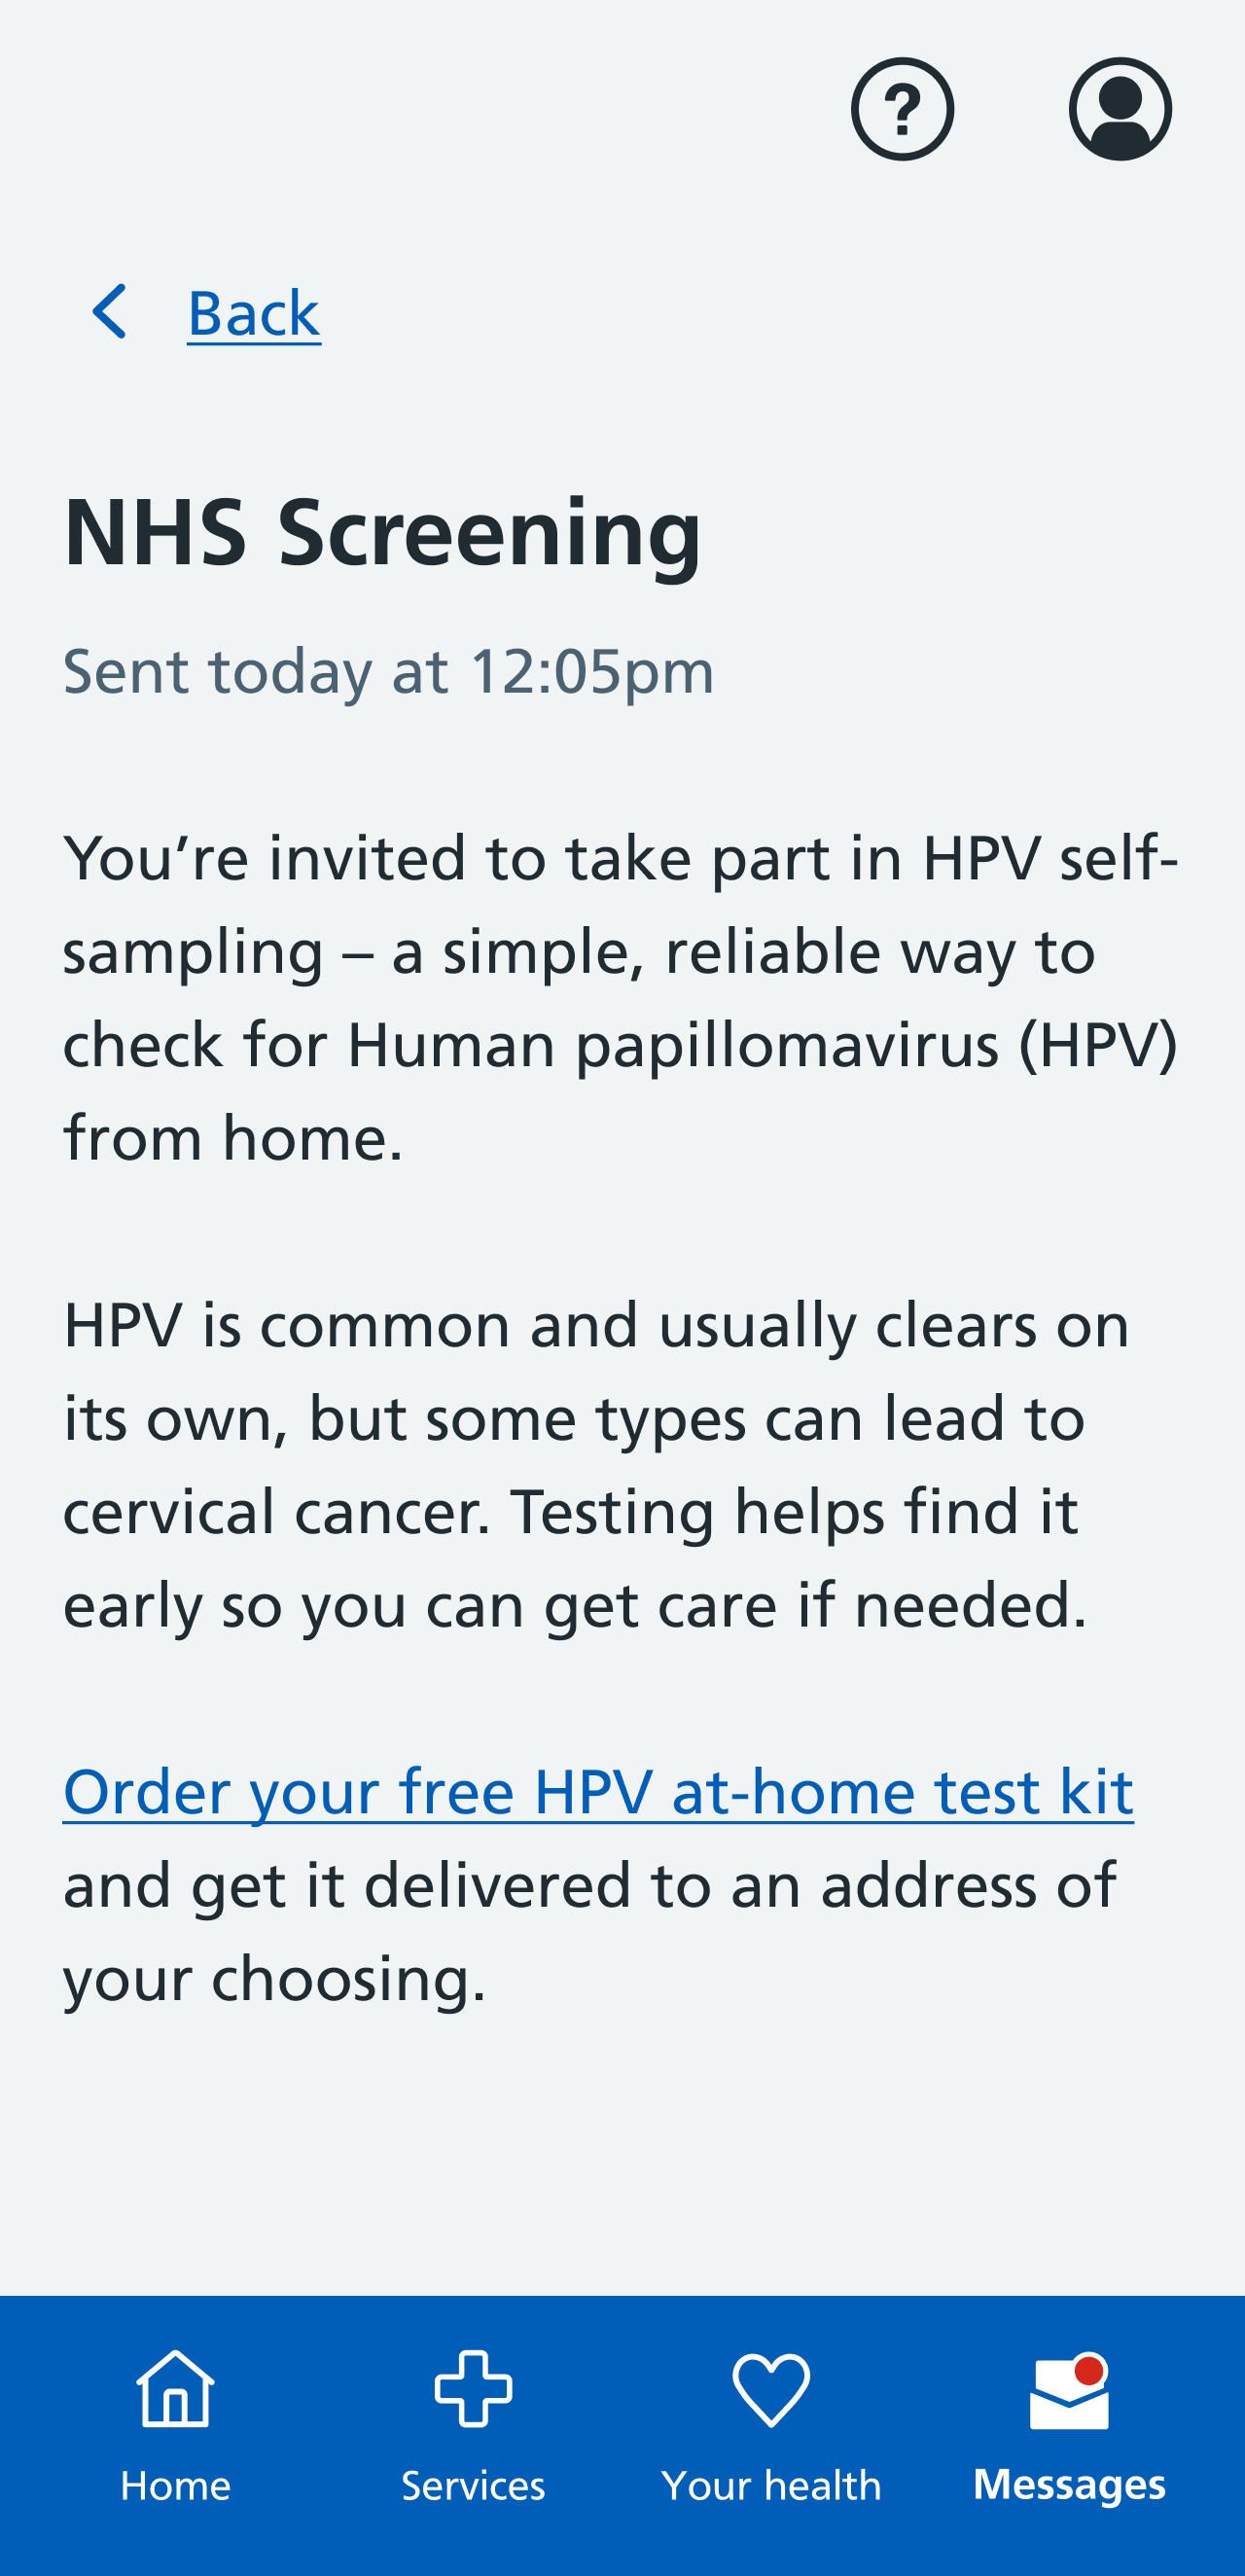 ?
Back
NHS Screening
Sent today at 12:05pm
You’re invited to take part in HPV self-
sampling – a simple, reliable way to
check for Human papillomavirus (HPV)
from home.
HPV is common and usually clears on
its own, but some types can lead to
cervical cancer. Testing helps find it
early so you can get care if needed.
Order your free HPV at-home test kit
and get it delivered to an address of
your choosing.
Home Services Your health Messages